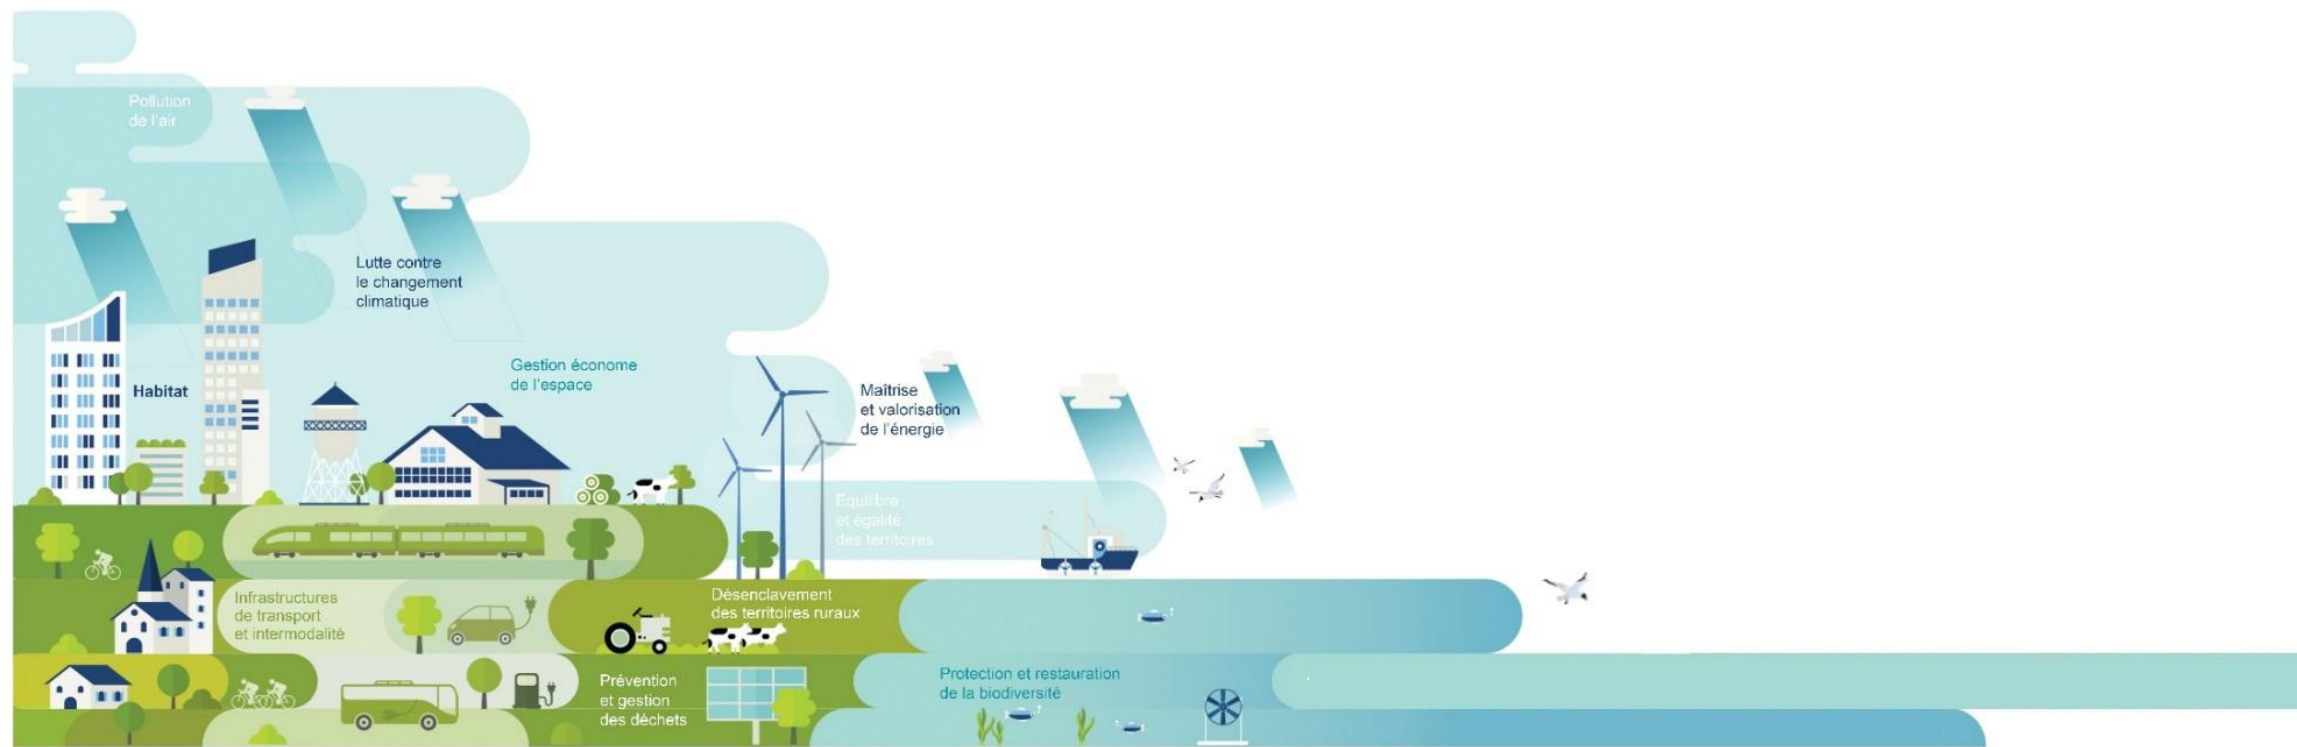 Pollution
de l'air
Lutte contre
le changement
climatique
Gestion économe
de l'espace
Habitat
Maîtrise
et valorisation
de l'énergie
Equilibre
et égalité
des territoires
Infrastructures
de transport
et intermodalité
Désenclavement
des territoires ruraux
Prévention
et gestion
des déchets
Protection et restauration
de la biodiversité